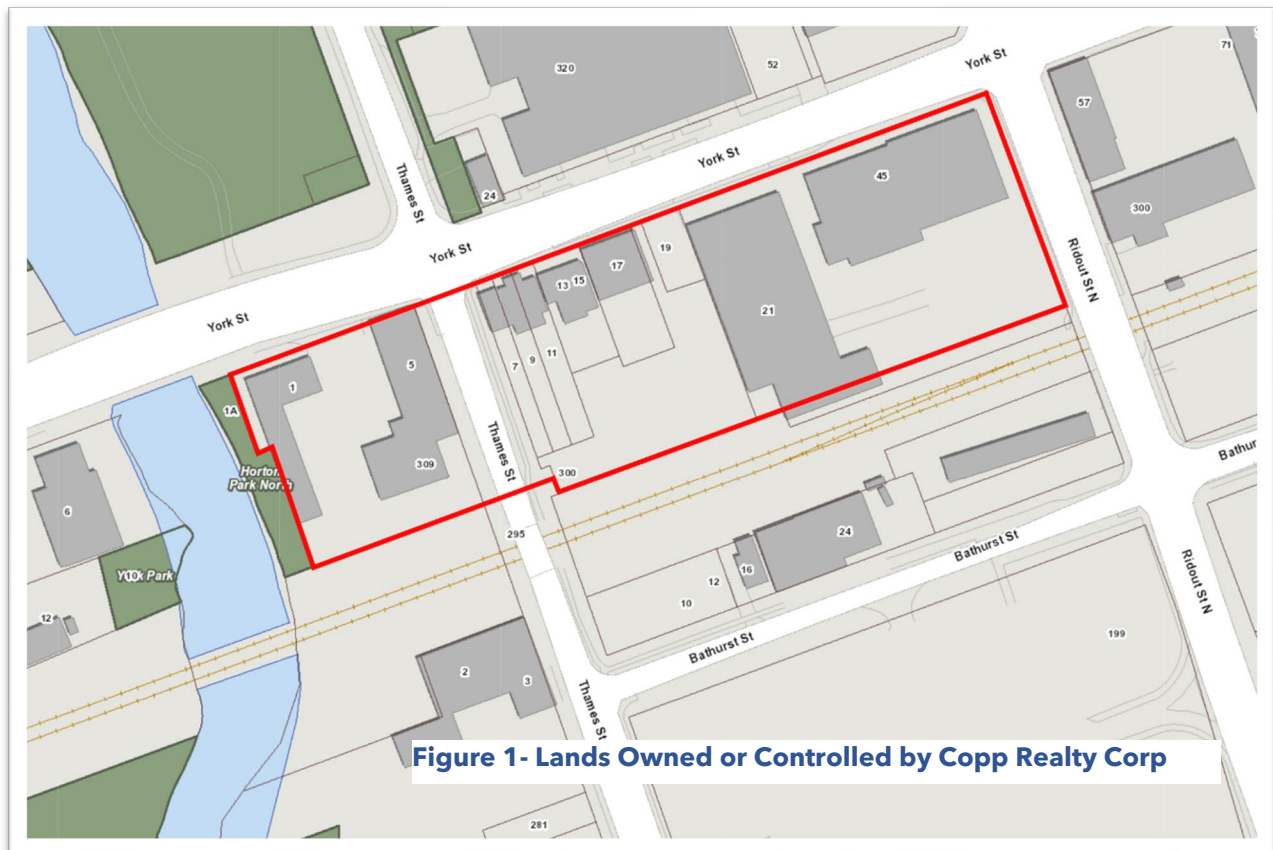 71
York St
52
320
57
York St
45
Thames St
24
300
19
York St
17
15
13
Ridout St N
21
York St
11
9
7
5
1
1A
Thames St
309
300
Horton
Park North
6
295
24
Bathurst St
Bathur
16
12
10
Park
12
Ridout St N
199
Bathurst St
2
3
Thames St
Figure 1- Lands Owned or Controlled by Copp Realty Corp
281